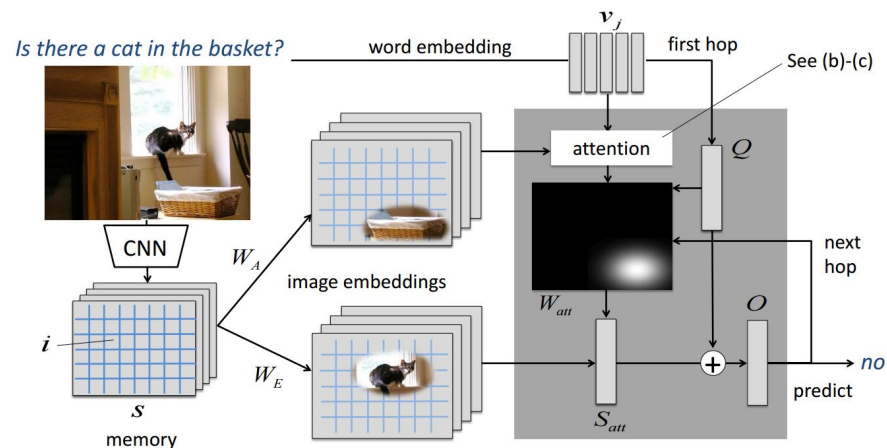 Is there a cat in the basket?
word embedding
v_j
first hop
See (b)-(c)
attention
Q
CNN
W_A
image embeddings
next
hop
W_att
O
i
W_E
+
no
predict
S
S_att
memory